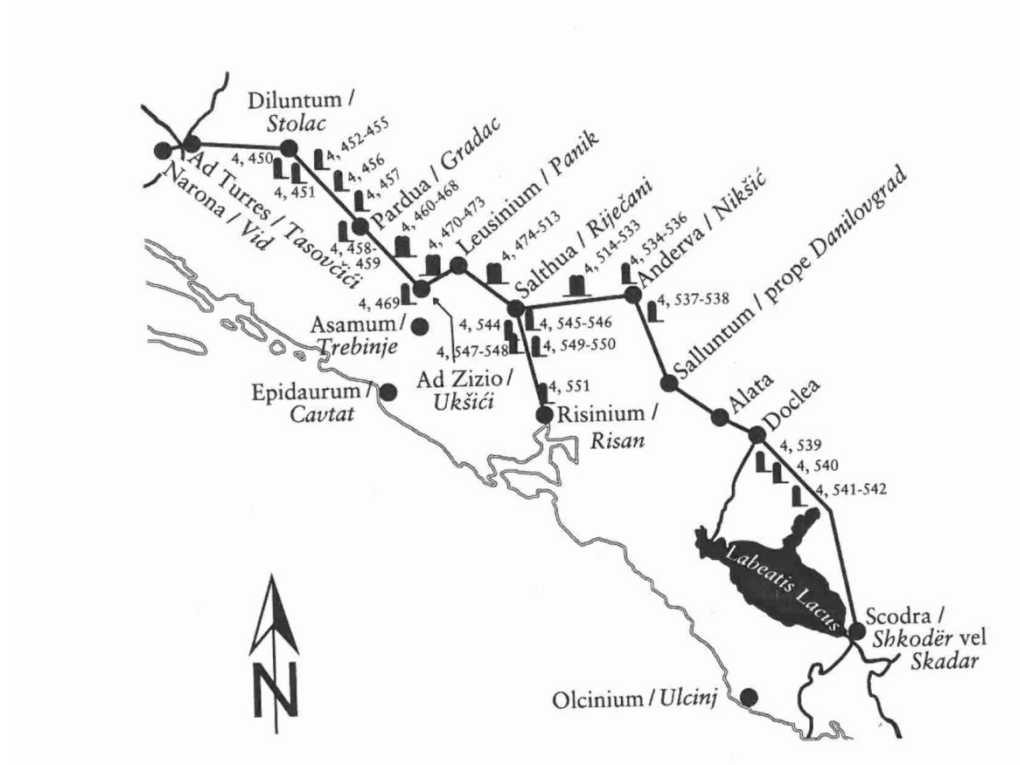 Diluntum /
Stolac
4, 452-455
4, 456
4, 457
4, 450
4, 451
Narona / Vid
Ad Turres / Tasovčići
Pardua / Gradac
4, 458-
459
4, 460-468
4, 470-473
Leusinium / Panik
4, 474-513
4, 469
Asamum /
Trebinje
Ad Zizio /
Ukšići
Epidaurum /
Cavtat
Salthua / Riječani
4, 514-533
4, 534-536
Anderva / Nikšić
4, 537-538
4, 544
4, 545-546
4, 547-548
4, 549-550
4, 551
Risinium /
Risan
Salluntum / prope Danilovgrad
Alata
Doclea
4, 539
4, 540
4, 541-542
Labeatis Lacus
Scodra /
Shkodër vel
Skadar
Olcinium / Ulcinj
N